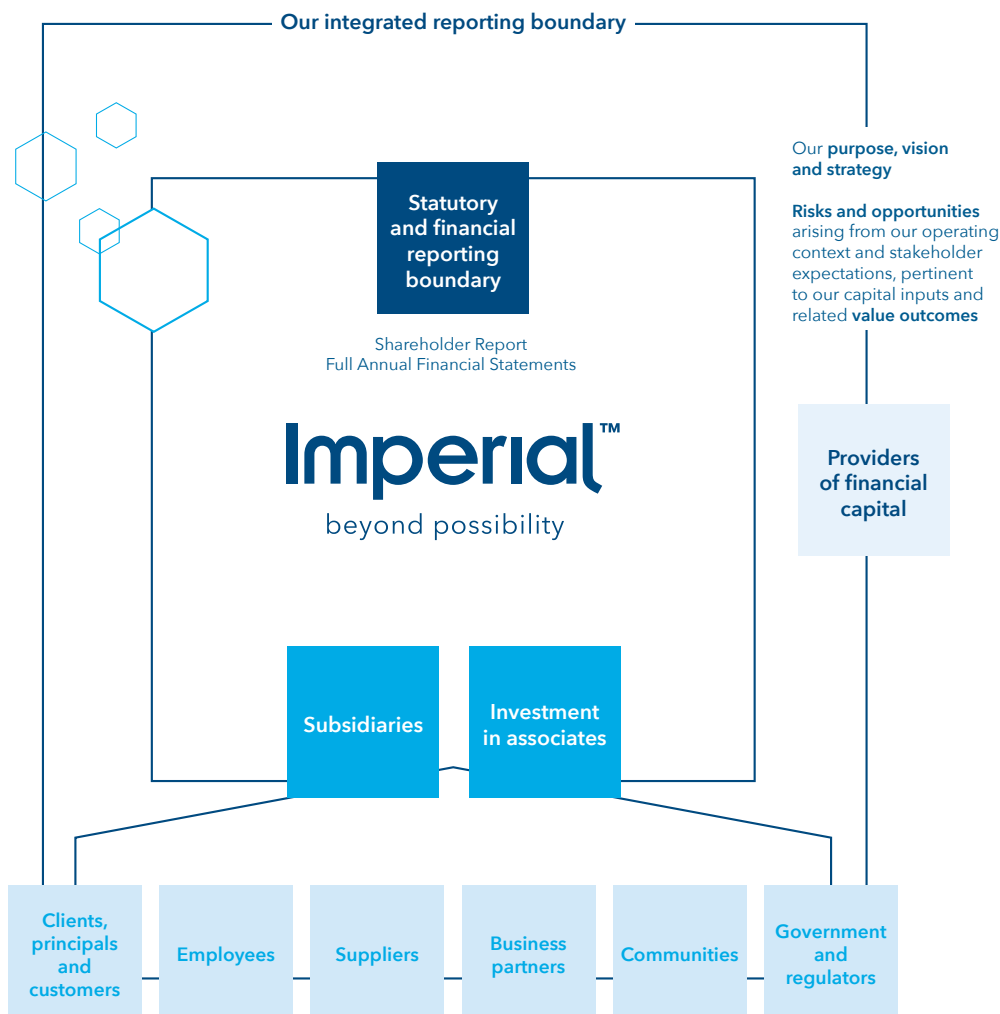 Our integrated reporting boundary
Our purpose, vision
and strategy
Risks and opportunities
arising from our operating
context and stakeholder
expectations, pertinent
to our capital inputs and
related value outcomes
Statutory
and financial
reporting
boundary
Shareholder Report
Full Annual Financial Statements
Imperial™
beyond possibility
Providers
of financial
capital
Subsidiaries
Investment
in associates
Clients,
principals
and
customers
Employees
Suppliers
Business
partners
Communities
Government
and
regulators